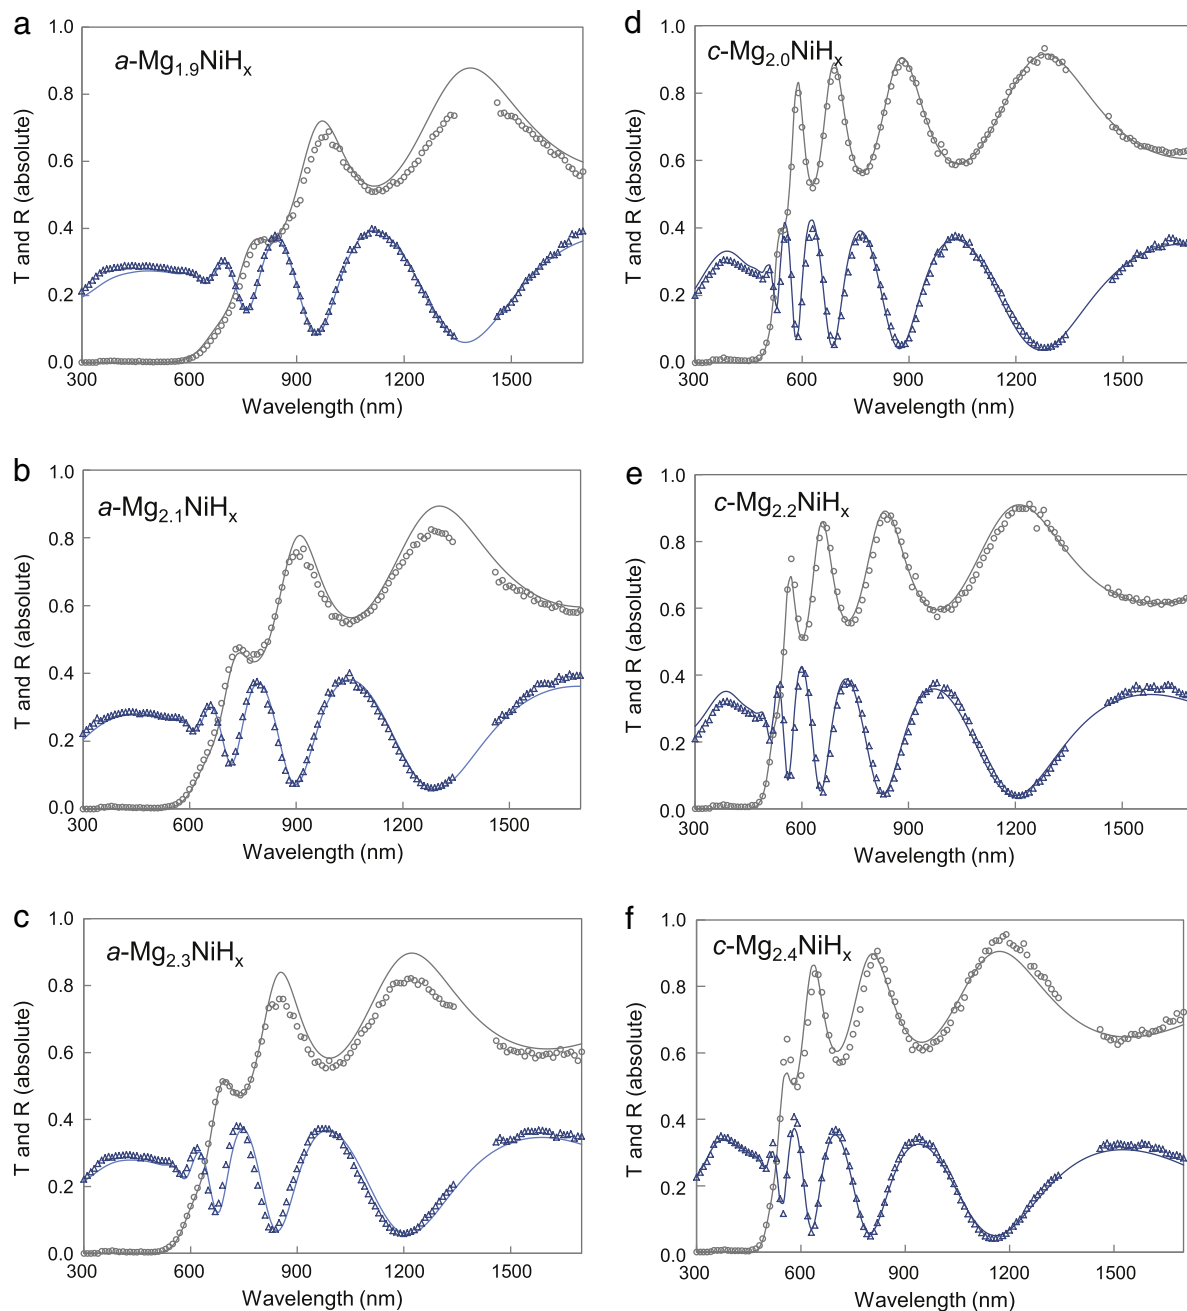 a
1.0
0.8
0.6
0.4
0.2
0.0
T and R (absolute)
a-Mg1.9NiHx
300 600 900 1200 1500
Wavelength (nm)
d
1.0
0.8
0.6
0.4
0.2
0.0
T and R (absolute)
c-Mg2.0NiHx
300 600 900 1200 1500
Wavelength (nm)
b
1.0
0.8
0.6
0.4
0.2
0.0
T and R (absolute)
a-Mg2.1NiHx
300 600 900 1200 1500
Wavelength (nm)
e
1.0
0.8
0.6
0.4
0.2
0.0
T and R (absolute)
c-Mg2.2NiHx
300 600 900 1200 1500
Wavelength (nm)
c
1.0
0.8
0.6
0.4
0.2
0.0
T and R (absolute)
a-Mg2.3NiHx
300 600 900 1200 1500
Wavelength (nm)
f
1.0
0.8
0.6
0.4
0.2
0.0
T and R (absolute)
c-Mg2.4NiHx
300 600 900 1200 1500
Wavelength (nm)